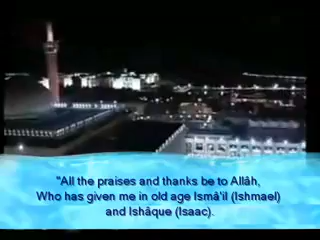 "All the praises and thanks be to Allâh,
Who has given me in old age Ismâ'il (Ishmael)
and Ishâque (Isaac).